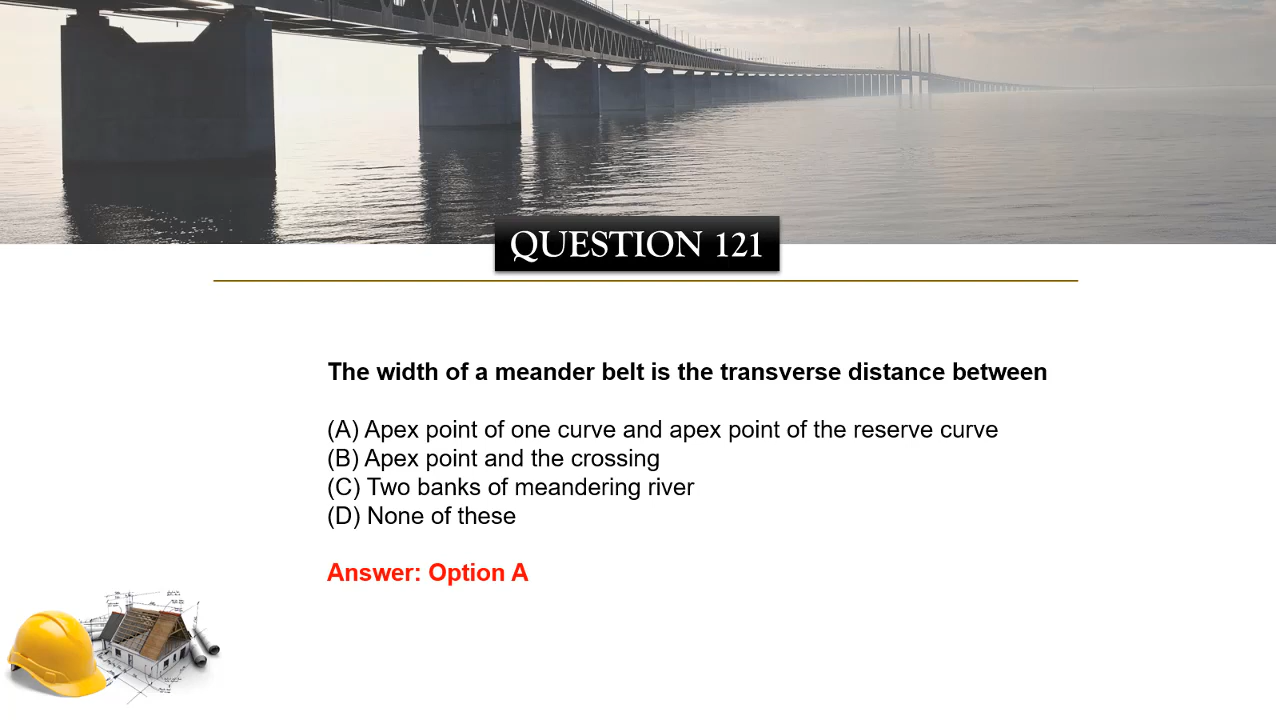 QUESTION 121
The width of a meander belt is the transverse distance between
(A) Apex point of one curve and apex point of the reserve curve
(B) Apex point and the crossing
(C) Two banks of meandering river
(D) None of these
Answer: Option A